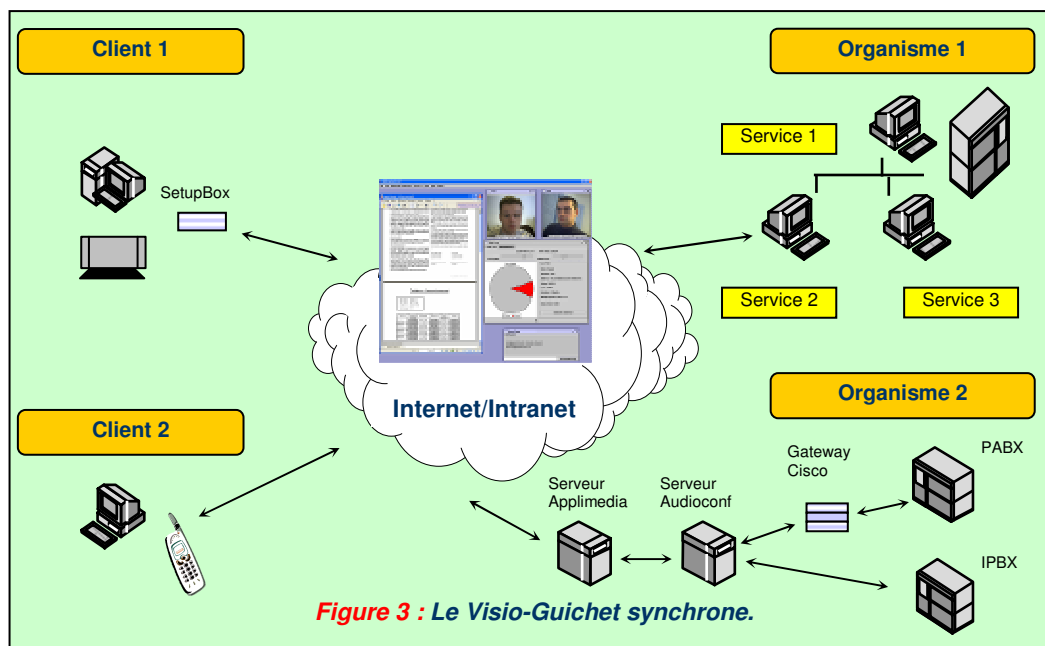 Client 1
Organisme 1
Service 1
SetupBox
Service 2
Service 3
Internet/Intranet
Organisme 2
Client 2
Gateway
Cisco
PABX
Serveur
Applimedia
Serveur
Audioconf
IPBX
Figure 3 : Le Visio-Guichet synchrone.